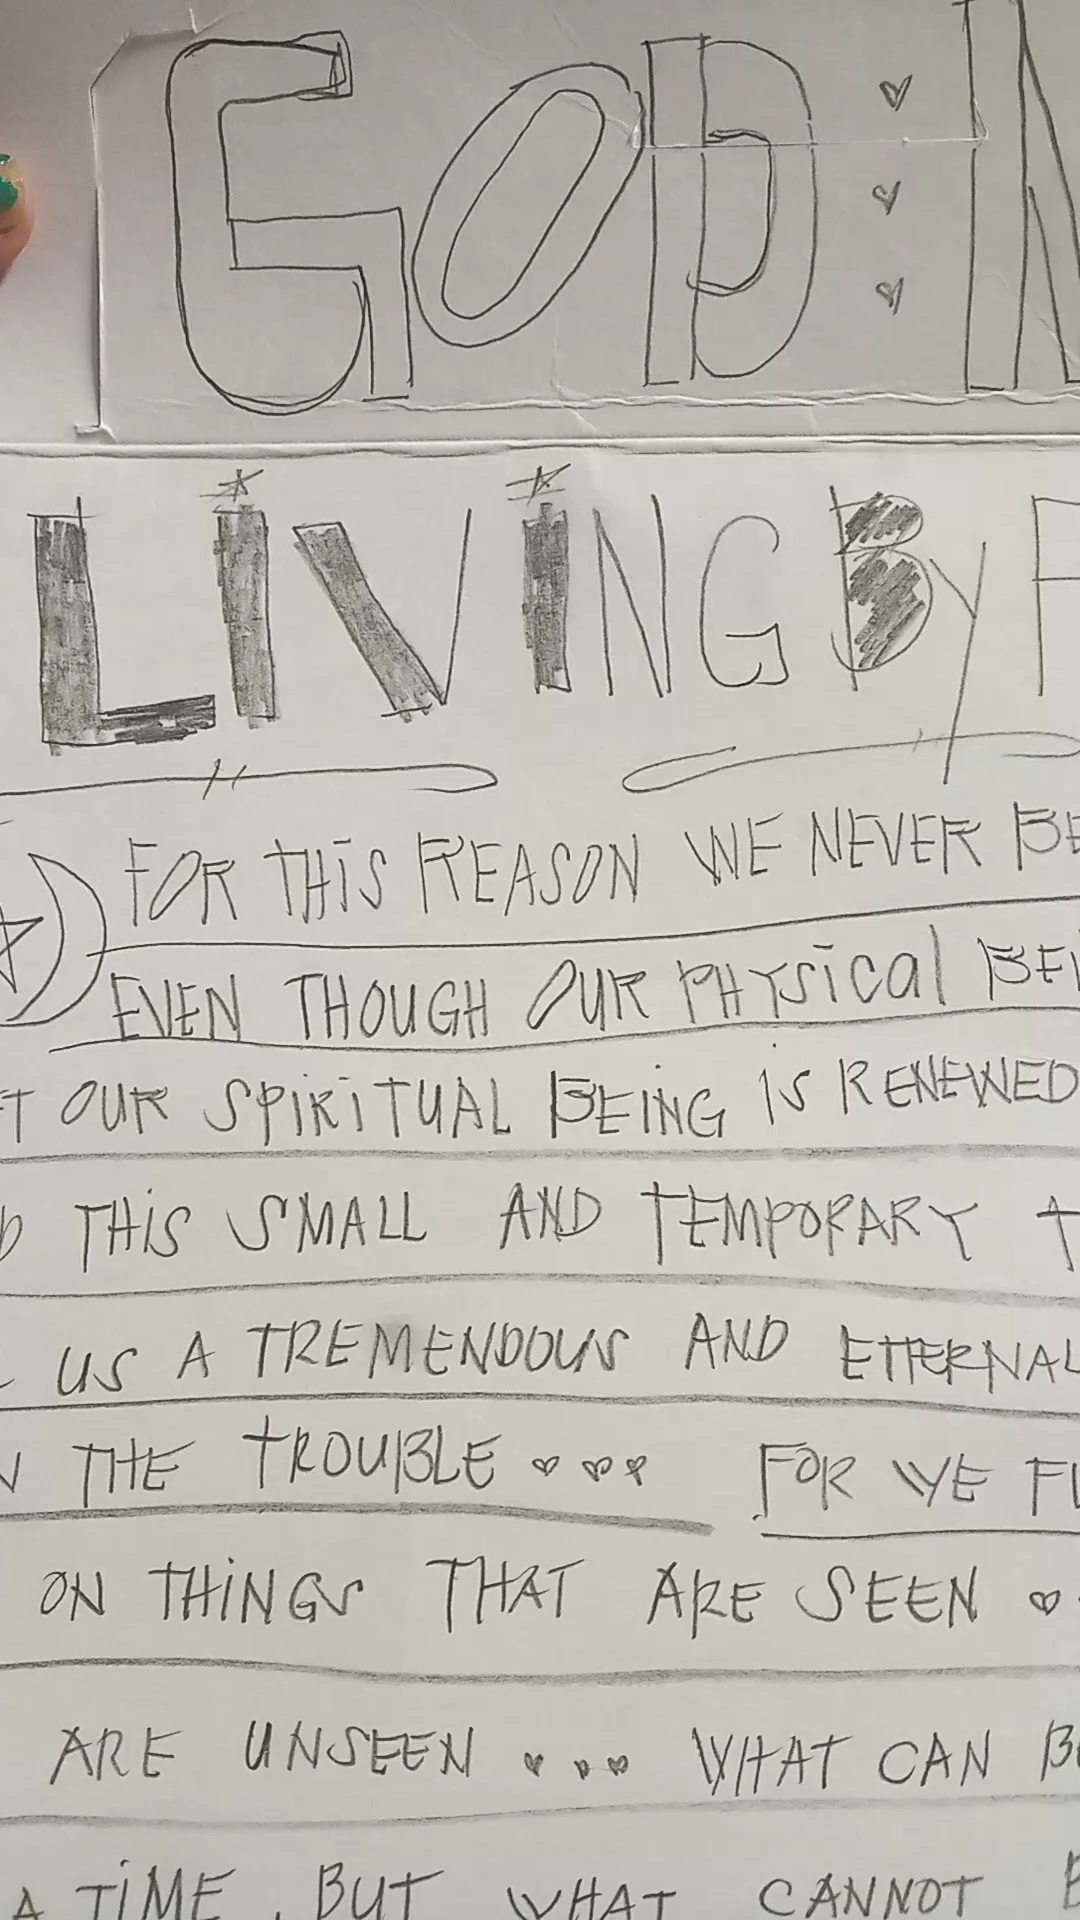 GOD
LiViNG By
FOR THiS REASON WE NEVER BE
EVEN THOUGH OUR PHYSiCal BEi
OUR SPiRiTUAL BEiNG iS RENEWED
THiS SMALL AND TEMPORARY
US A TREMENDOUS AND ETERNAL
THE TROUBLE ... FOR WE
ON THiNGS THAT ARE SEEN
ARE UNSEEN ... WHAT CAN
A TiME, BUT WHAT CANNOT